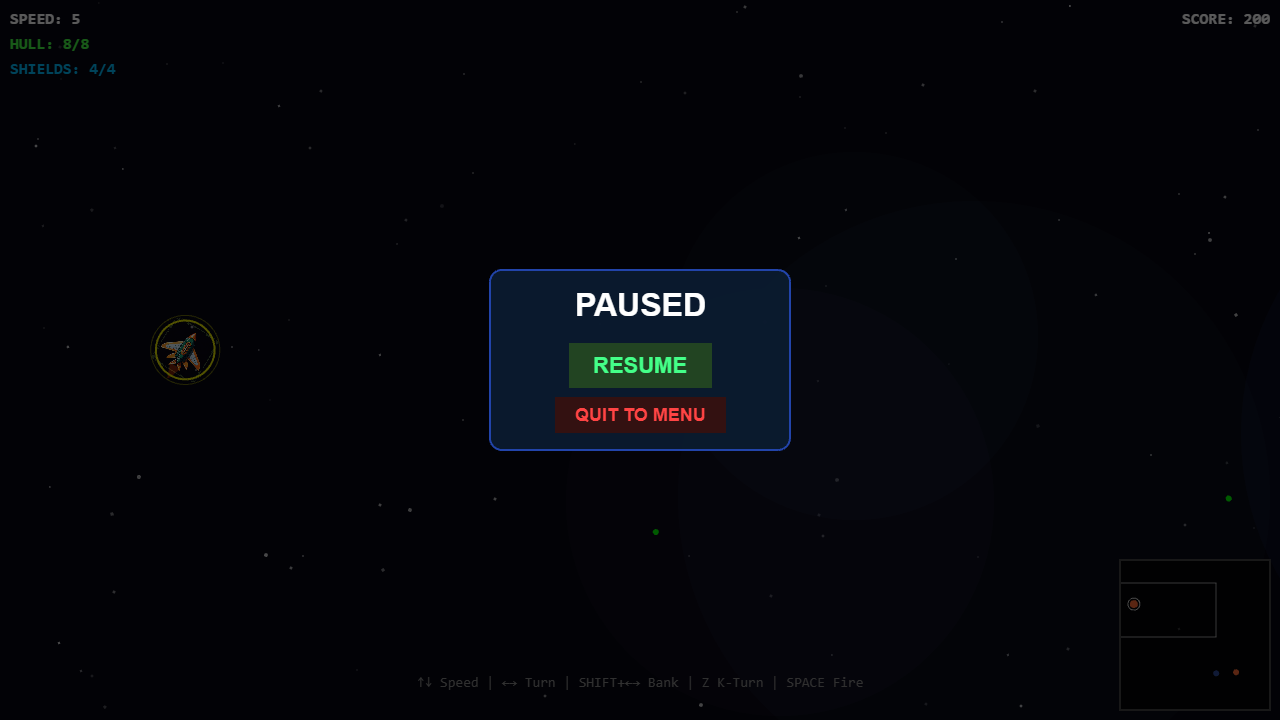 SPEED: 5
SCORE: 200
HULL: 8/8
SHIELDS: 4/4
PAUSED
RESUME
QUIT TO MENU
↑↓ Speed | ←→ Turn | SHIFT+←→ Bank | Z K-Turn | SPACE Fire